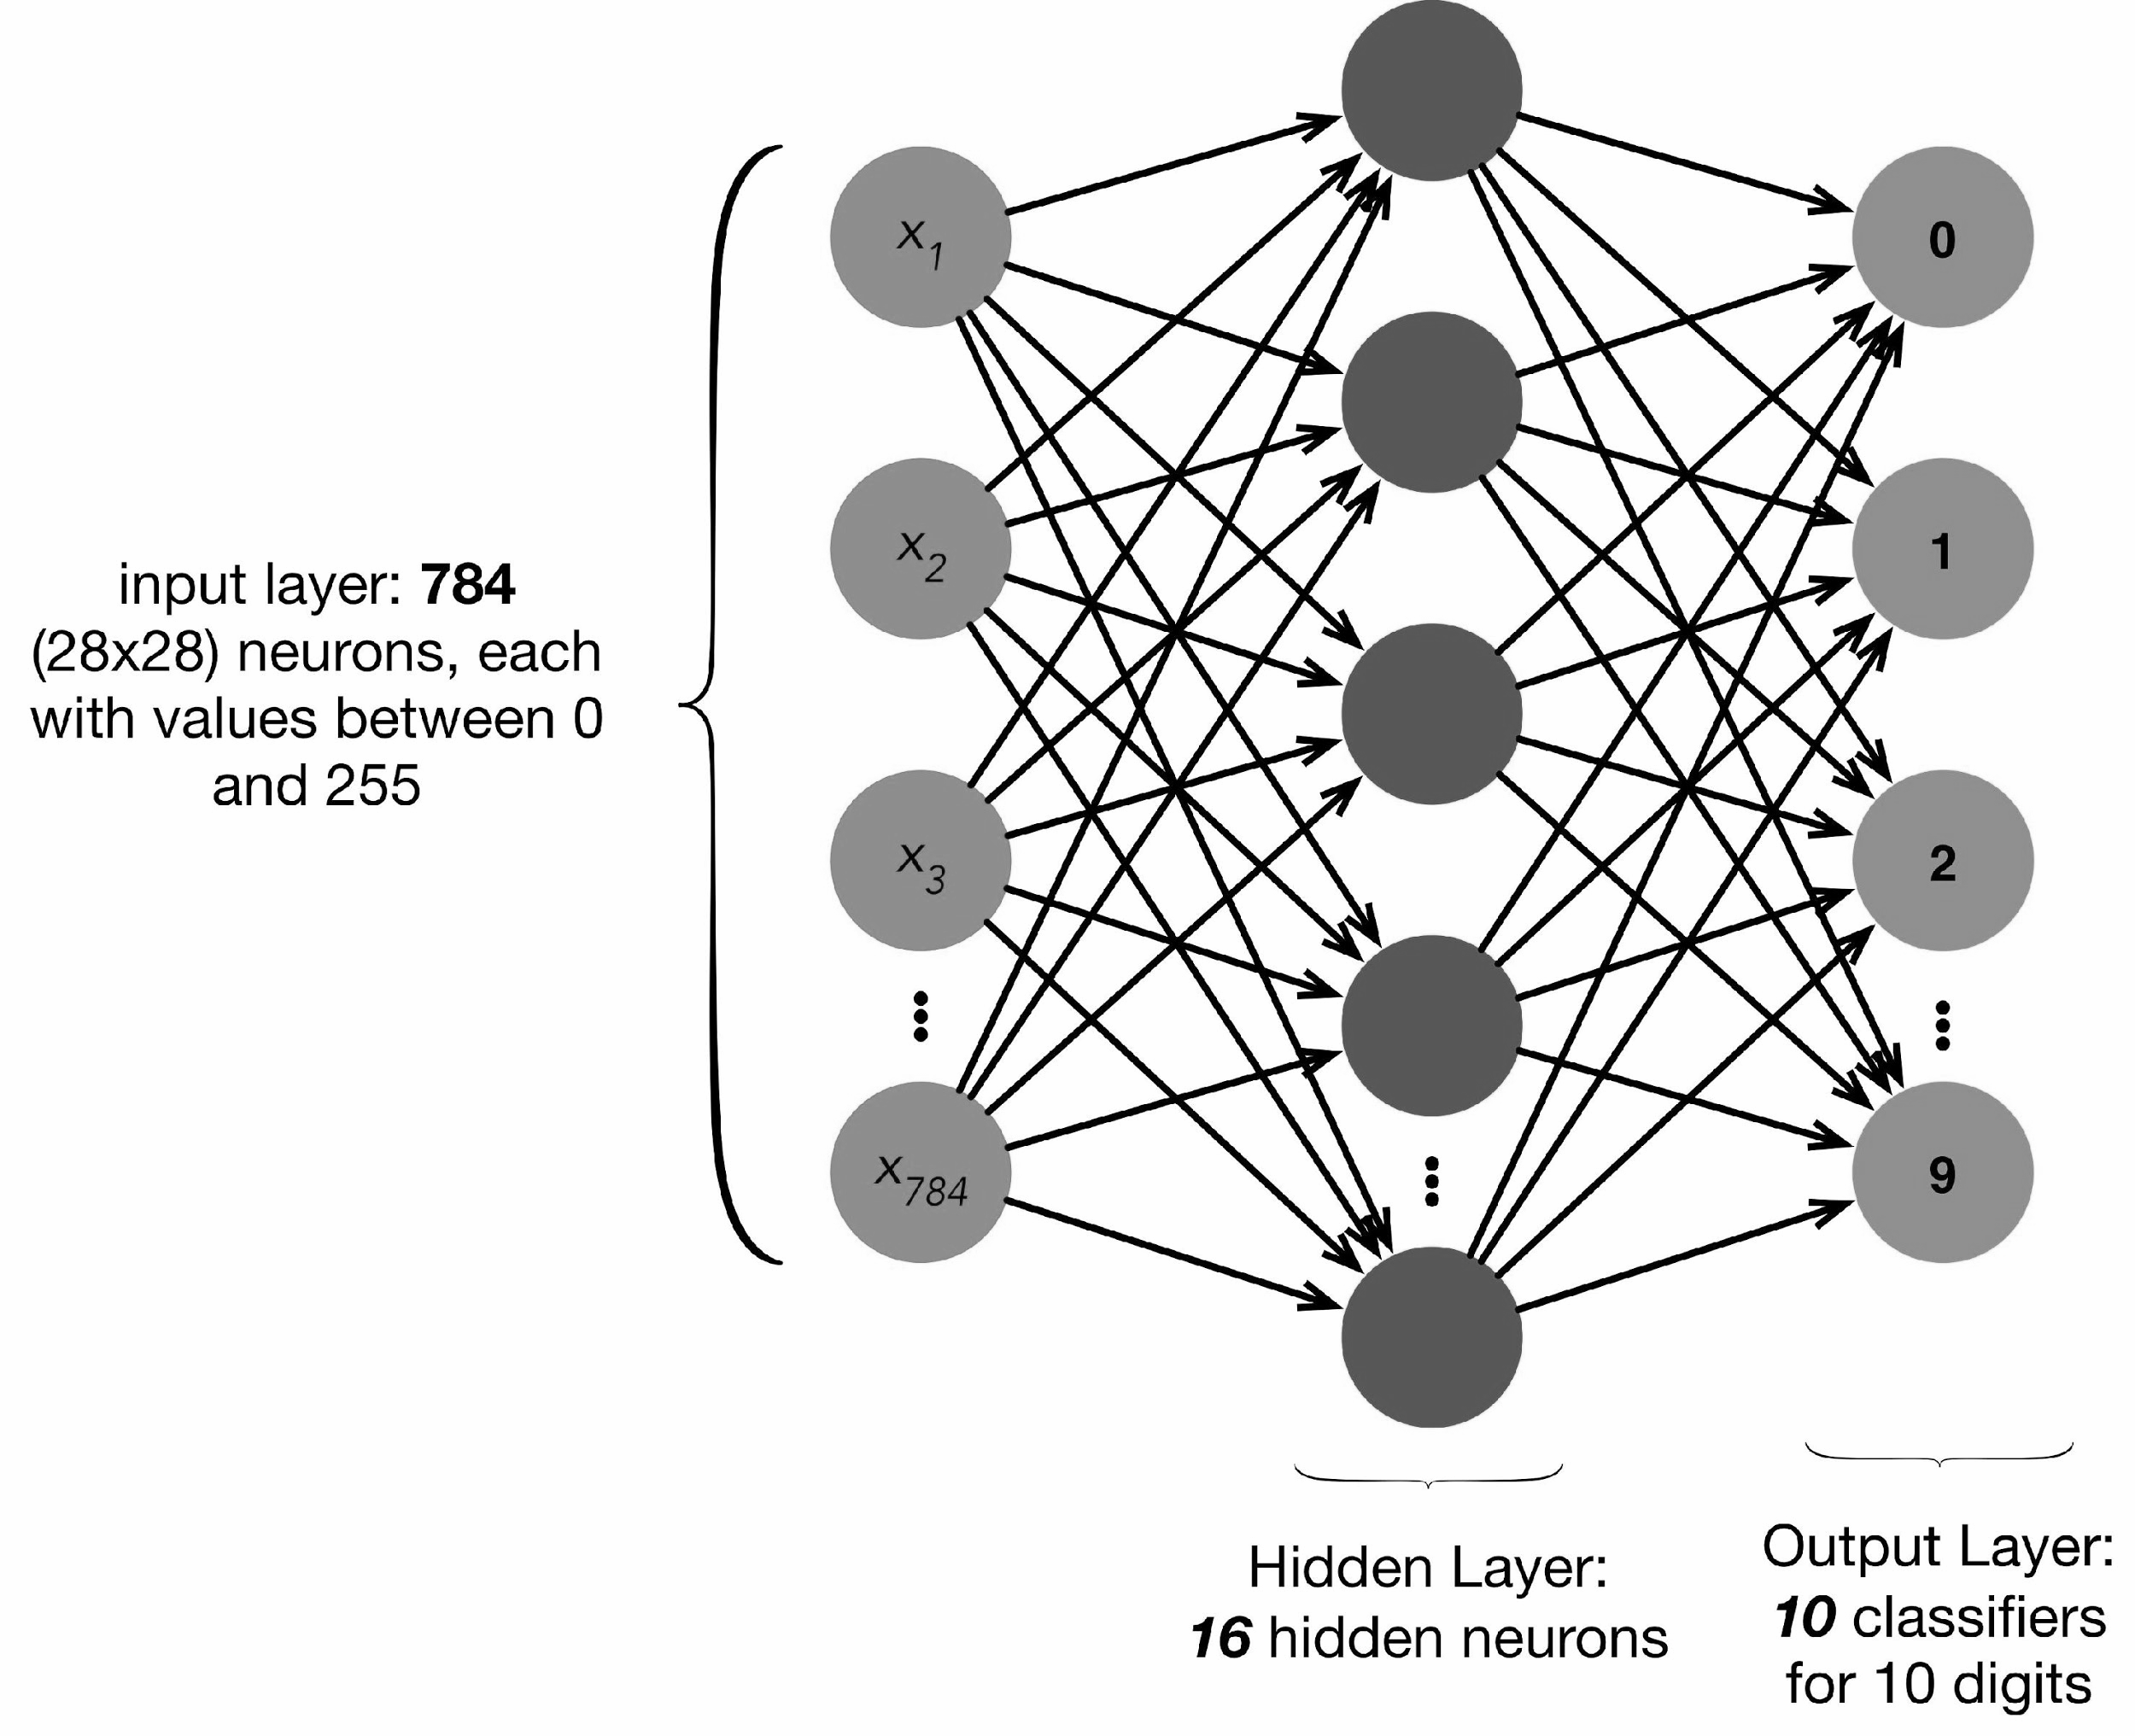 input layer: 784
(28x28) neurons, each
with values between 0
and 255
x1
x2
x3
x784
0
1
2
9
Hidden Layer:
16 hidden neurons
Output Layer:
10 classifiers
for 10 digits